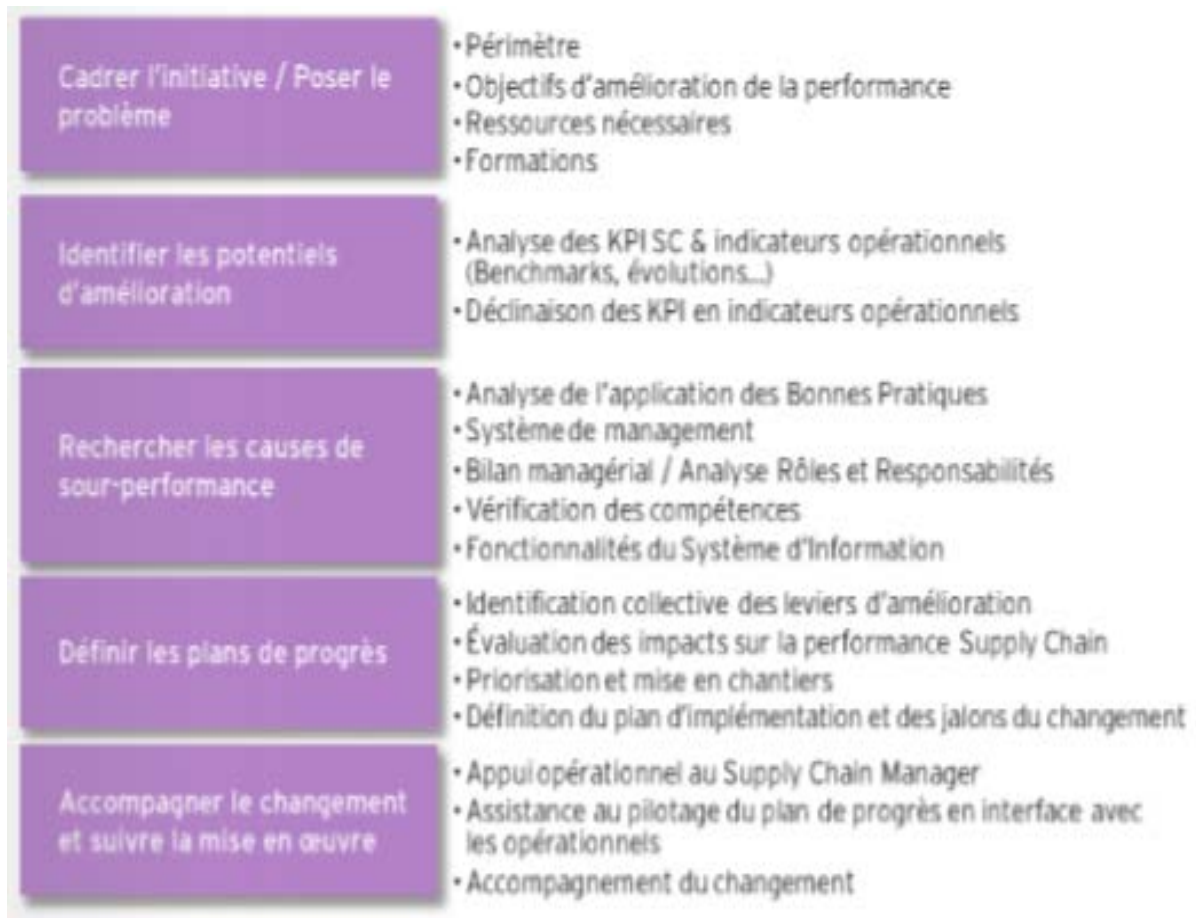 Cadrer l'initiative / Poser le
problème
• Périmètre
• Objectifs d'amélioration de la performance
• Ressources nécessaires
• Formations
Identifier les potentiels
d'amélioration
• Analyse des KPI SC & indicateurs opérationnels
(Benchmarks, évolutions...)
• Déclinaison des KPI en indicateurs opérationnels
Rechercher les causes de
sour-performance
• Analyse de l'application des Bonnes Pratiques
• Système de management
• Bilan managérial / Analyse Rôles et Responsabilités
• Vérification des compétences
• Fonctionnalités du Système d'Information
Définir les plans de progrès
• Identification collective des leviers d'amélioration
• Évaluation des impacts sur la performance Supply Chain
• Priorisation et mise en chantiers
• Définition du plan d'implémentation et des jalons du changement
Accompagner le changement
et suivre la mise en œuvre
• Appui opérationnel au Supply Chain Manager
• Assistance au pilotage du plan de progrès en interface avec
les opérationnels
• Accompagnement du changement